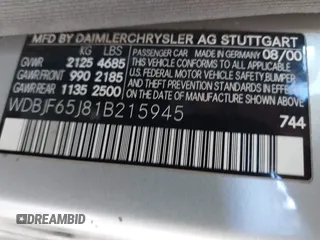 MFD BY DAIMLERCHRYSLER AG STUTTGART
KG LBS PASSENGER CAR MADE IN GERMANY 08/00
GVWR 2125 4685 THIS VEHICLE CONFORMS TO ALL
GAWR FRONT 990 2185 APPLICABLE FEDERAL MOTOR VEHICLE SAFETY, BUMPER,
GAWR REAR 1135 2500 AND THEFT PREVENTION STANDARDS IN EFFECT ON THE DATE OF MANUFACTURE SHOWN ABOVE.
WDBJF65J81B215945
744
DREAMBID